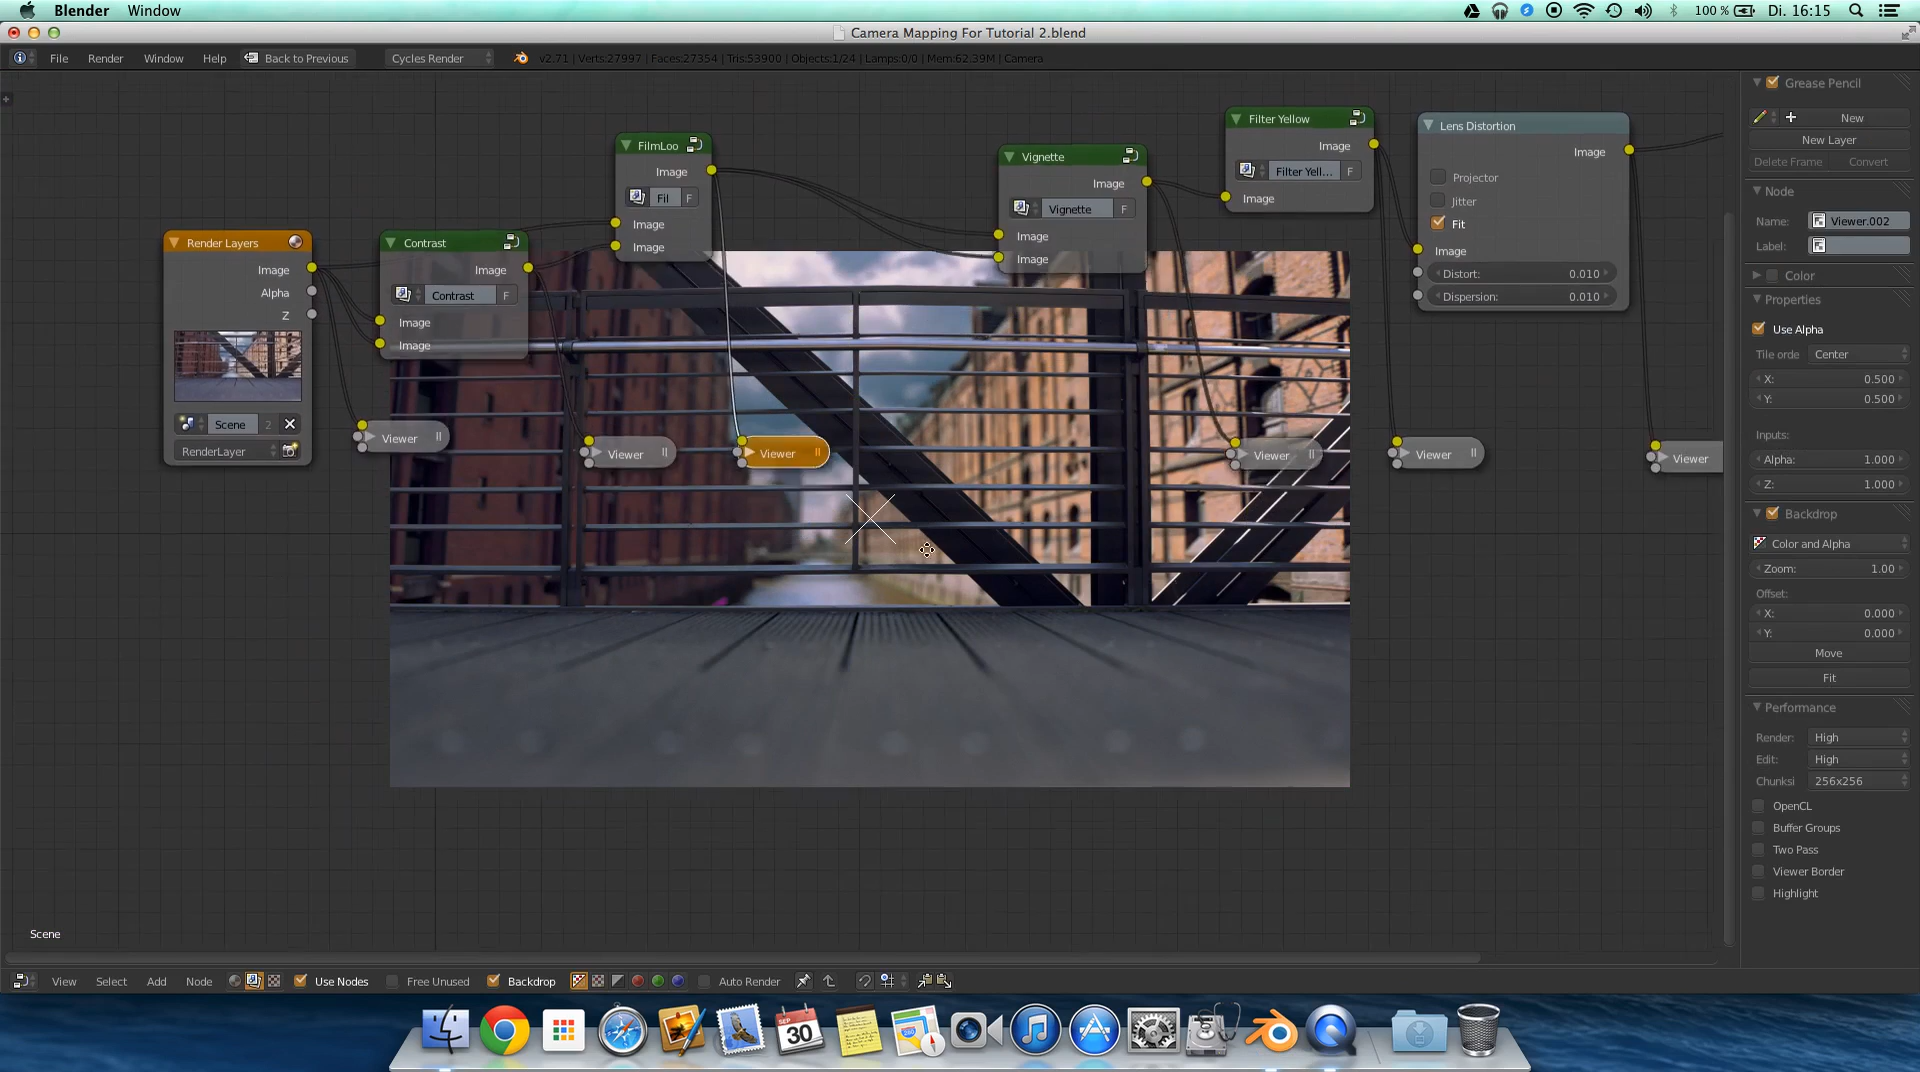 Blender Window 100 % Di. 16:15
Camera Mapping For Tutorial 2.blend
File Render Window Help Back to Previous Cycles Render v2.71 | Verts:27997 | Faces:27354 | Tris:53900 | Objects:1/24 | Lamps:0/0 | Mem:62.39M | Camera
Render Layers
Image
Alpha
Z
Scene 2
RenderLayer
Contrast
Image
Contrast F
Image
Image
FilmLoo
Image
Fil F
Image
Image
Vignette
Image
Vignette F
Image
Image
Filter Yellow
Image
Filter Yell... F
Image
Lens Distortion
Image
Projector
Jitter
Fit
Image
Distort: 0.010
Dispersion: 0.010
Viewer
Viewer
Viewer
Viewer
Viewer
Viewer
Grease Pencil
New
New Layer
Delete Frame Convert
Node
Name: Viewer.002
Label:
Color
Properties
Use Alpha
Tile orde Center
X: 0.500
Y: 0.500
Inputs:
Alpha: 1.000
Z: 1.000
Backdrop
Color and Alpha
Zoom: 1.00
Offset:
X: 0.000
Y: 0.000
Move
Fit
Performance
Render: High
Edit: High
Chunksi 256x256
OpenCL
Buffer Groups
Two Pass
Viewer Border
Highlight
Scene
View Select Add Node Use Nodes Free Unused Backdrop Auto Render
SEP
30